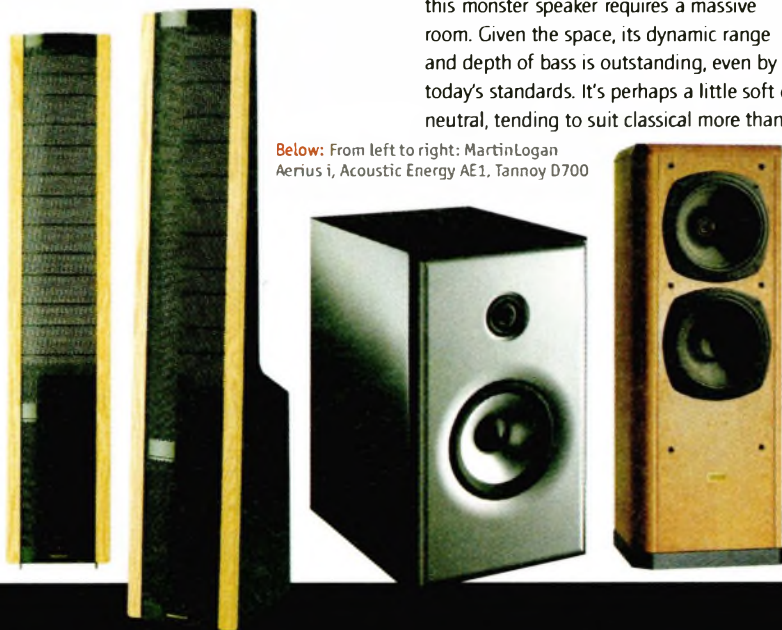 this monster speaker requires a massive
room. Given the space, its dynamic range
and depth of bass is outstanding, even by
today's standards. It's perhaps a little soft
neutral, tending to suit classical more than
Below: From left to right: MartinLogan
Aerius i, Acoustic Energy AE1, Tannoy D700